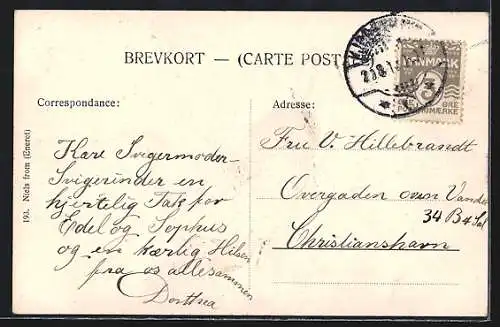 BREVKORT — (CARTE POST
DANMARK
5
ØRE
FRIMÆRKE
Correspondance:
Adresse:
Kære Svigermoder
Svigerinder en
hjertelig Tak for
Edel og Sophus
og en kærlig Hilsen
fra os allesammen
Dorthea
Fru V. Hillebrandt
Overgaden oven Vandet
34 B 4 Sal
Christianshavn
193. Niels from (Eneret)